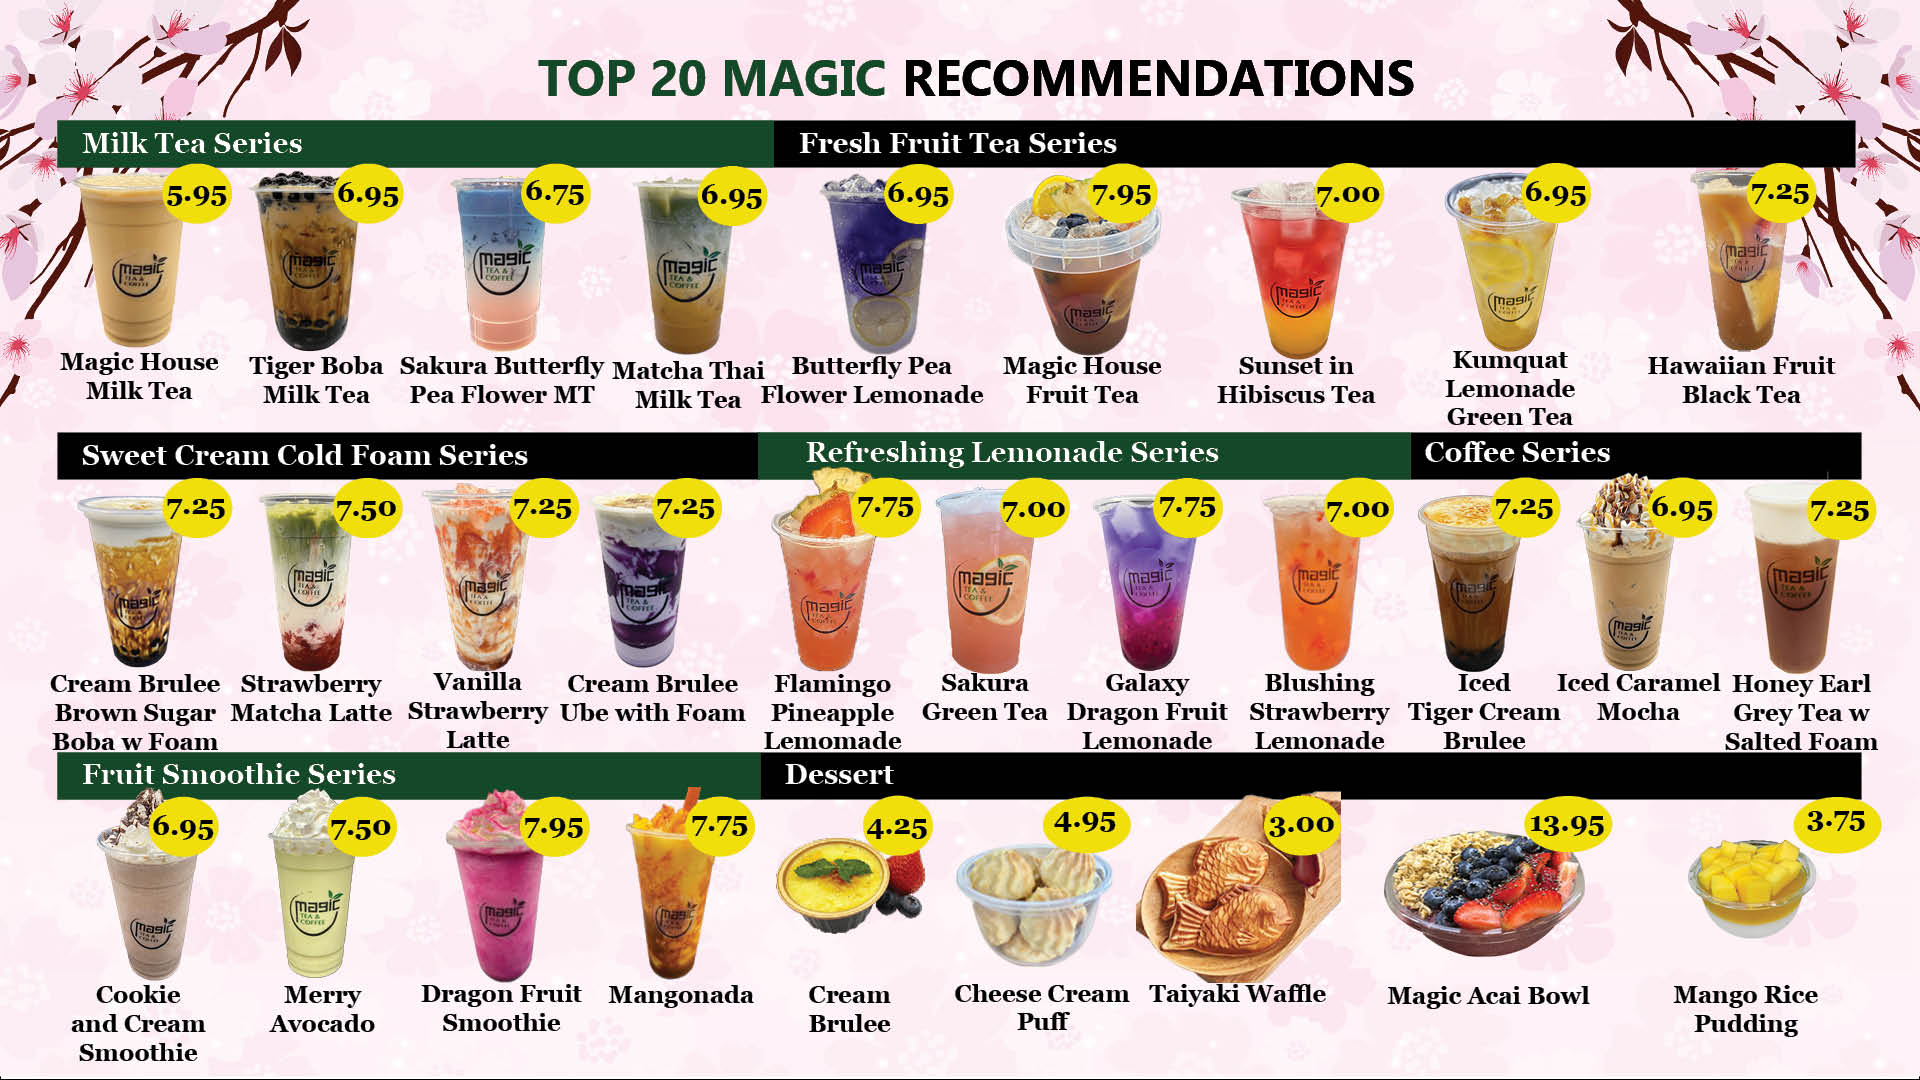 TOP 20 MAGIC RECOMMENDATIONS
Milk Tea Series
Fresh Fruit Tea Series
5.95
6.95
6.75
6.95
6.95
7.95
7.00
6.95
7.25
magic
TEA &
COFFEE
Magic House
Milk Tea
Tiger Boba
Milk Tea
Sakura Butterfly
Pea Flower MT
Matcha Thai
Milk Tea
Butterfly Pea
Flower Lemonade
Magic House
Fruit Tea
Sunset in
Hibiscus Tea
Kumquat
Lemonade
Green Tea
Hawaiian Fruit
Black Tea
Sweet Cream Cold Foam Series
Refreshing Lemonade Series
Coffee Series
7.25
7.50
7.25
7.25
7.75
7.00
7.75
7.00
7.25
6.95
7.25
Cream Brulee
Brown Sugar
Boba w Foam
Strawberry
Matcha Latte
Vanilla
Strawberry
Latte
Cream Brulee
Ube with Foam
Flamingo
Pineapple
Lemomade
Sakura
Green Tea
Galaxy
Dragon Fruit
Lemonade
Blushing
Strawberry
Lemonade
Iced
Tiger Cream
Brulee
Iced Caramel
Mocha
Honey Earl
Grey Tea w
Salted Foam
Fruit Smoothie Series
Dessert
6.95
7.50
7.95
7.75
4.25
4.95
3.00
13.95
3.75
Cookie
and Cream
Smoothie
Merry
Avocado
Dragon Fruit
Smoothie
Mangonada
Cream
Brulee
Cheese Cream
Puff
Taiyaki Waffle
Magic Acai Bowl
Mango Rice
Pudding